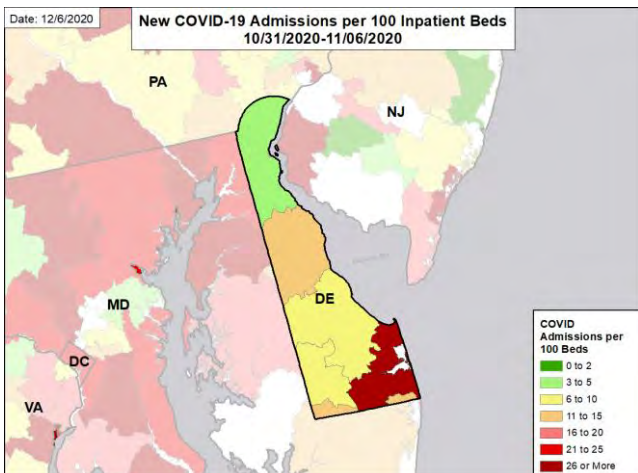 Date: 12/6/2020
New COVID-19 Admissions per 100 Inpatient Beds
10/31/2020-11/06/2020
PA
NJ
DE
MD
DC
VA
COVID
Admissions per
100 Beds
0 to 2
3 to 5
6 to 10
11 to 15
16 to 20
21 to 25
26 or More